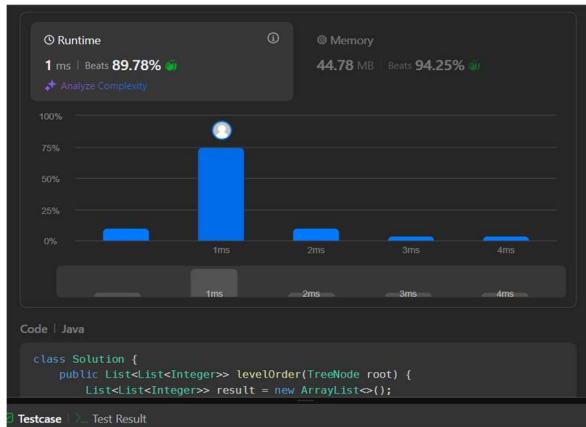 Runtime
1 ms | Beats 89.78%
Analyze Complexity
Memory
44.78 MB | Beats 94.25%
100%
75%
50%
25%
0%
1ms 2ms 3ms 4ms
1ms 2ms 3ms 4ms
Code | Java
class Solution {
public List<List<Integer>> levelOrder(TreeNode root) {
List<List<Integer>> result = new ArrayList<>();
Testcase | >_ Test Result